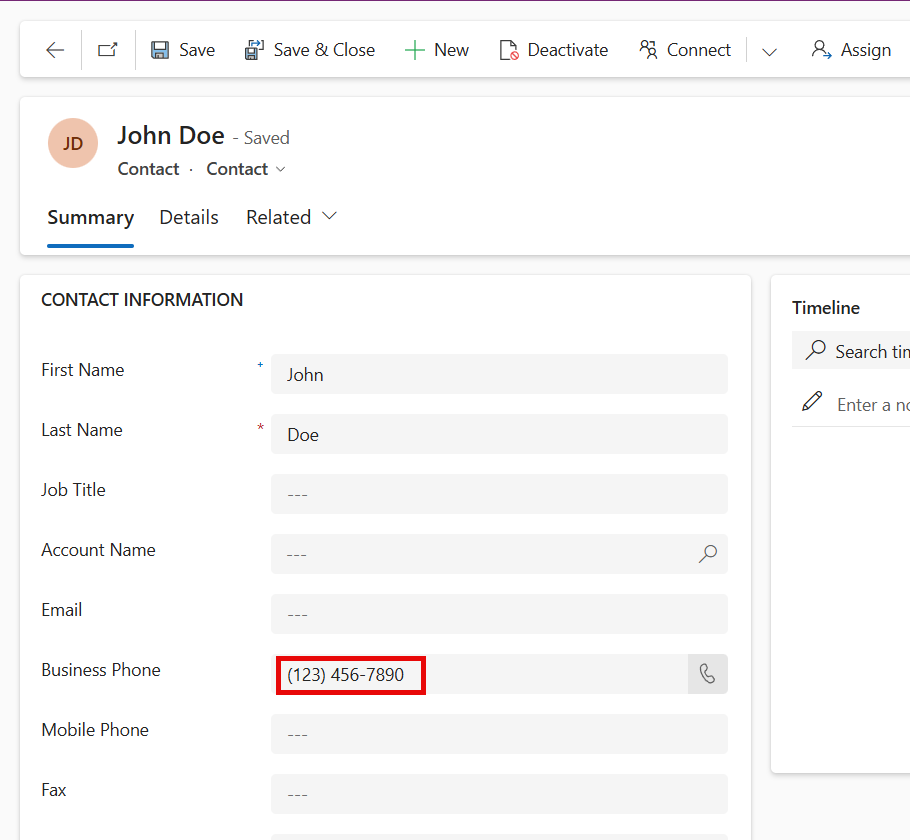 Save Save & Close New Deactivate Connect Assign
JD
John Doe - Saved
Contact · Contact
Summary Details Related
CONTACT INFORMATION
First Name * John
Last Name * Doe
Job Title ---
Account Name ---
Email ---
Business Phone (123) 456-7890
Mobile Phone ---
Fax ---
Timeline
Search
Enter a